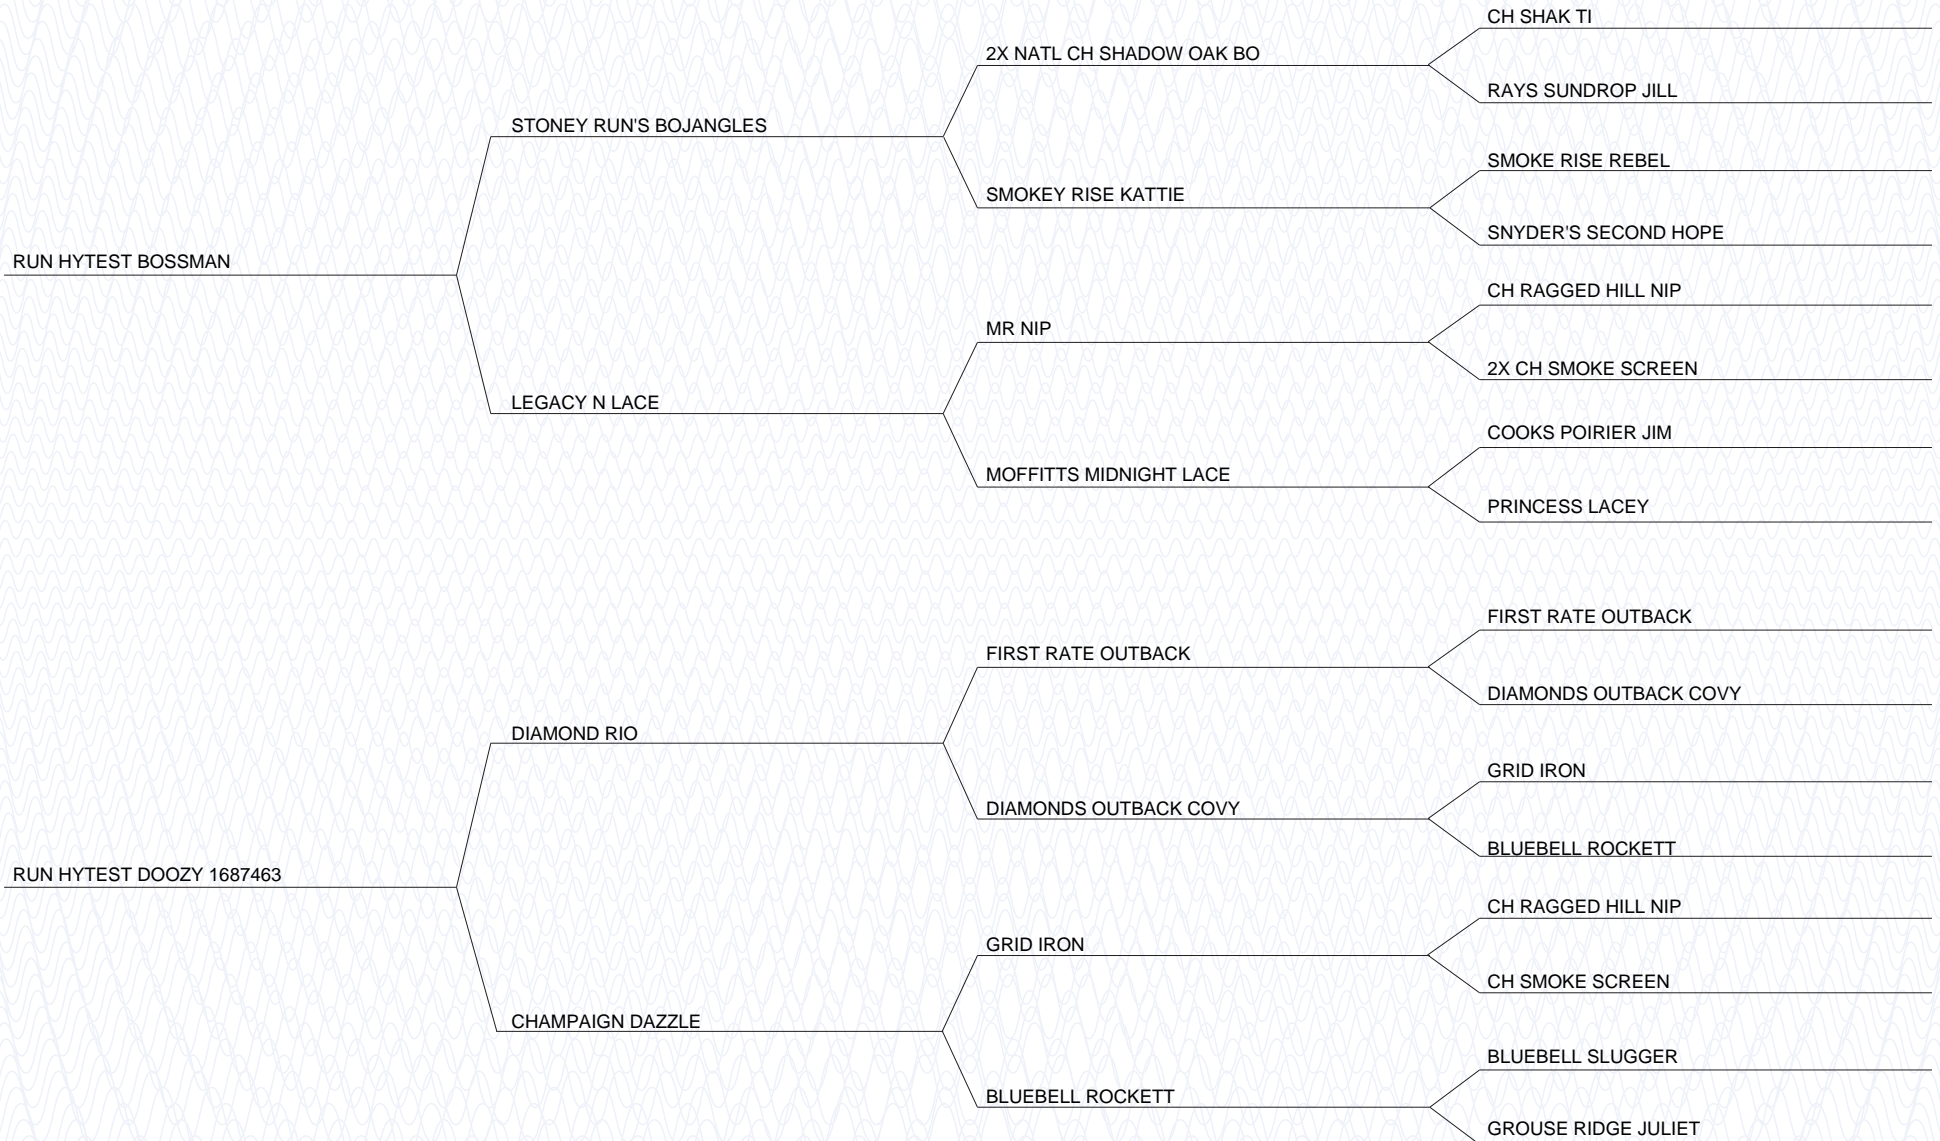 CH SHAK TI
2X NATL CH SHADOW OAK BO
RAYS SUNDROP JILL
STONEY RUN'S BOJANGLES
SMOKE RISE REBEL
SMOKEY RISE KATTIE
SNYDER'S SECOND HOPE
RUN HYTEST BOSSMAN
CH RAGGED HILL NIP
MR NIP
2X CH SMOKE SCREEN
LEGACY N LACE
COOKS POIRIER JIM
MOFFITTS MIDNIGHT LACE
PRINCESS LACEY
FIRST RATE OUTBACK
FIRST RATE OUTBACK
DIAMONDS OUTBACK COVY
DIAMOND RIO
GRID IRON
DIAMONDS OUTBACK COVY
BLUEBELL ROCKETT
RUN HYTEST DOOZY 1687463
CH RAGGED HILL NIP
GRID IRON
CH SMOKE SCREEN
CHAMPAIGN DAZZLE
BLUEBELL SLUGGER
BLUEBELL ROCKETT
GROUSE RIDGE JULIET